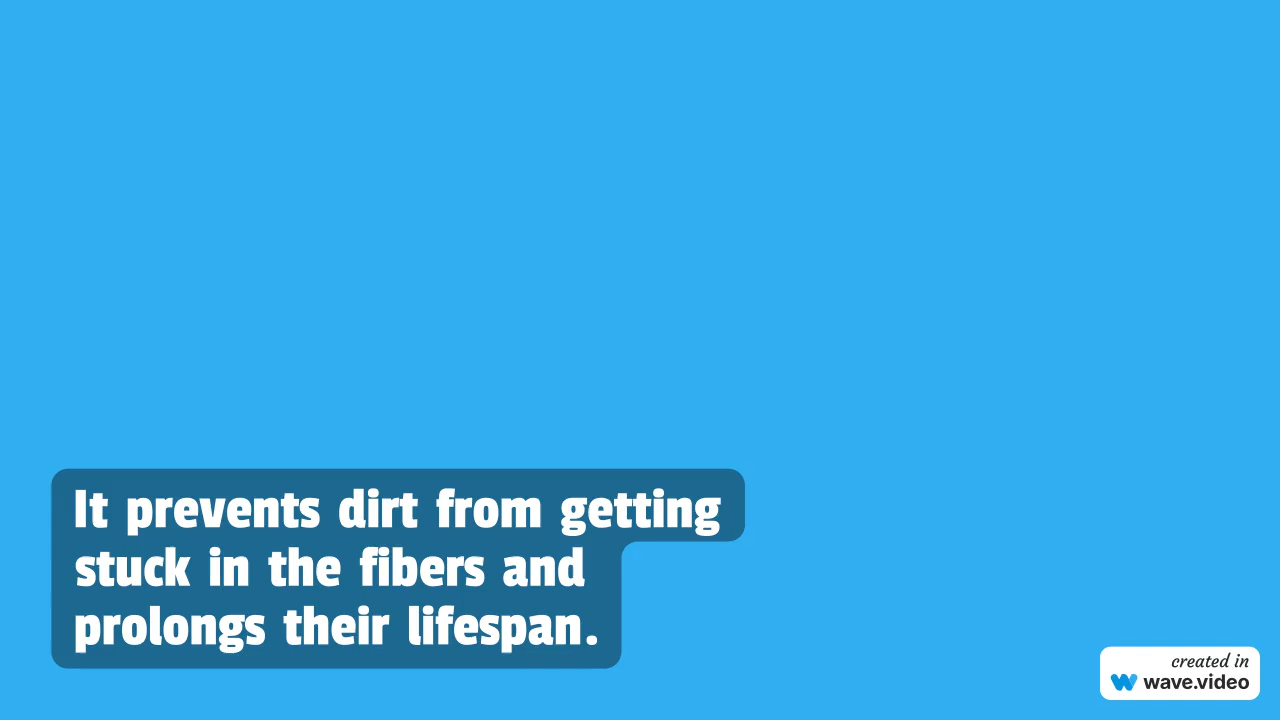 It prevents dirt from getting
stuck in the fibers and
prolongs their lifespan.
created in
wave.video